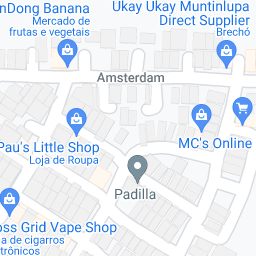 nDong Banana
Mercado de
frutas e vegetais
Ukay Ukay Muntinlupa
Direct Supplier
Brechó
Amsterdam
Pau's Little Shop
Loja de Roupa
MC's Online
Padilla
oss Grid Vape Shop
a de cigarros
trônicos